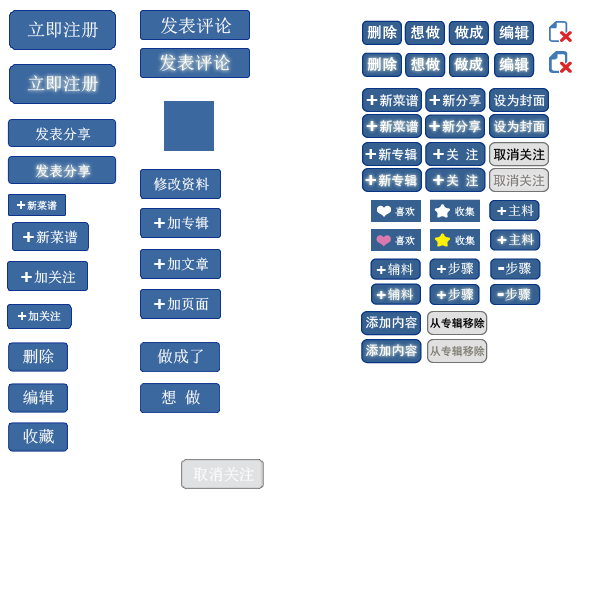 立即注册
立即注册
发表分享
发表分享
+新菜谱
+新菜谱
+加关注
+加关注
删除
编辑
收藏
发表评论
发表评论
修改资料
+加专辑
+加文章
+加页面
做成了
想 做
取消关注
删除 想做 做成 编辑
删除 想做 做成 编辑
+新菜谱 +新分享 设为封面
+新菜谱 +新分享 设为封面
+新专辑 +关 注 取消关注
+新专辑 +关 注 取消关注
喜欢 收集 +主料
喜欢 收集 +主料
+辅料 +步骤 -步骤
+辅料 +步骤 -步骤
添加内容 从专辑移除
添加内容 从专辑移除